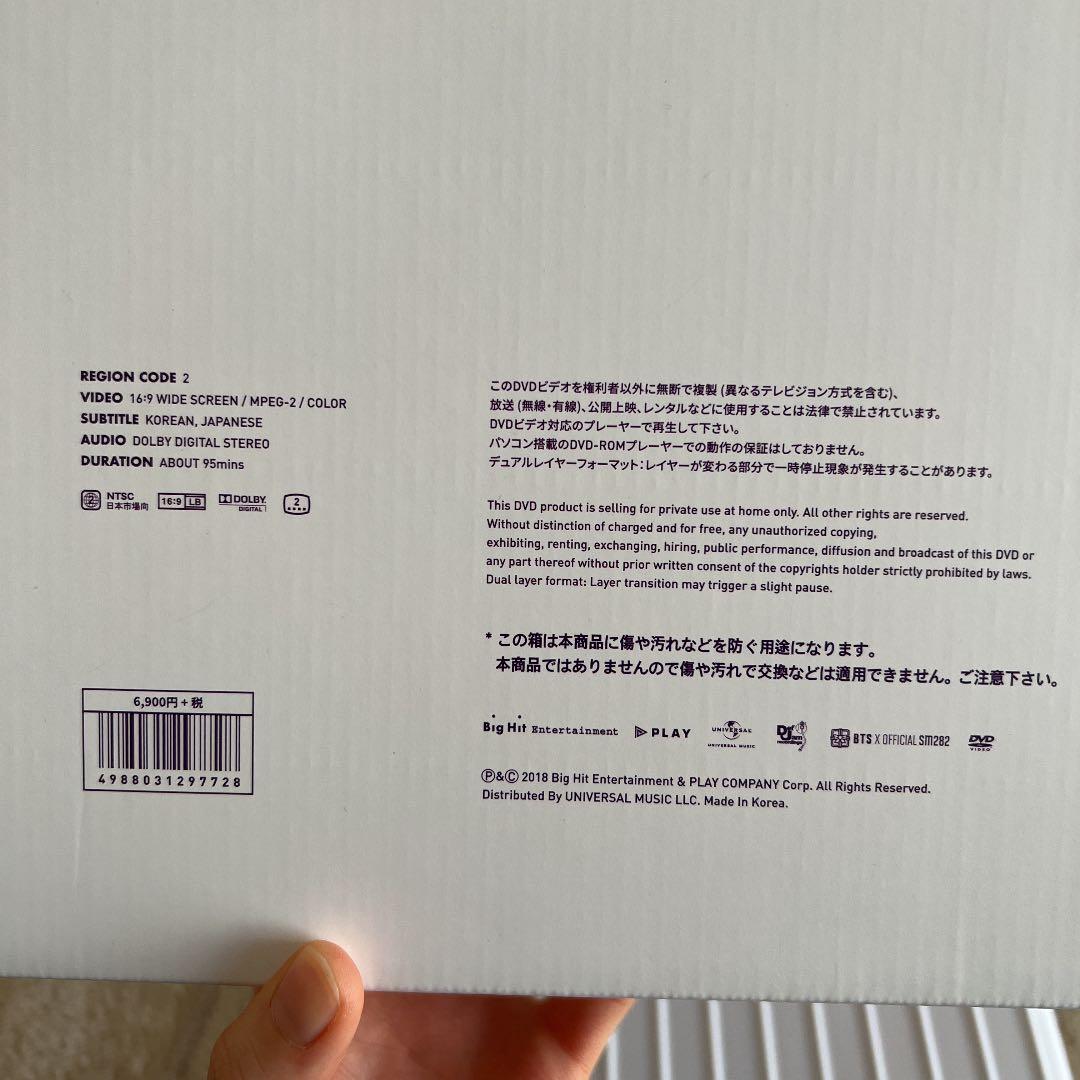 REGION CODE 2
VIDEO 16:9 WIDE SCREEN / MPEG-2 / COLOR
SUBTITLE KOREAN, JAPANESE
AUDIO DOLBY DIGITAL STEREO
DURATION ABOUT 95mins
2 NTSC 日本市場向 16:9 LB DOLBY DIGITAL 2
このDVDビデオを権利者以外に無断で複製 (異なるテレビジョン方式を含む)、
放送 (無線・有線)、公開上映、レンタルなどに使用することは法律で禁止されています。
DVDビデオ対応のプレーヤーで再生して下さい。
パソコン搭載のDVD-ROMプレーヤーでの動作の保証はしておりません。
デュアルレイヤーフォーマット:レイヤーが変わる部分で一時停止現象が発生することがあります。
This DVD product is selling for private use at home only. All other rights are reserved.
Without distinction of charged and for free, any unauthorized copying,
exhibiting, renting, exchanging, hiring, public performance, diffusion and broadcast of this DVD or
any part thereof without prior written consent of the copyrights holder strictly prohibited by laws.
Dual layer format: Layer transition may trigger a slight pause.
* この箱は本商品に傷や汚れなどを防ぐ用途になります。
本商品ではありませんので傷や汚れで交換などは適用できません。ご注意下さい。
6,900円+税
4988031297728
Big Hit Entertainment PLAY UNIVERSAL UNIVERSAL MUSIC Def Jam recordings BTS X OFFICIAL SM282 DVD VIDEO
Ⓟ&Ⓒ 2018 Big Hit Entertainment & PLAY COMPANY Corp. All Rights Reserved.
Distributed By UNIVERSAL MUSIC LLC. Made In Korea.